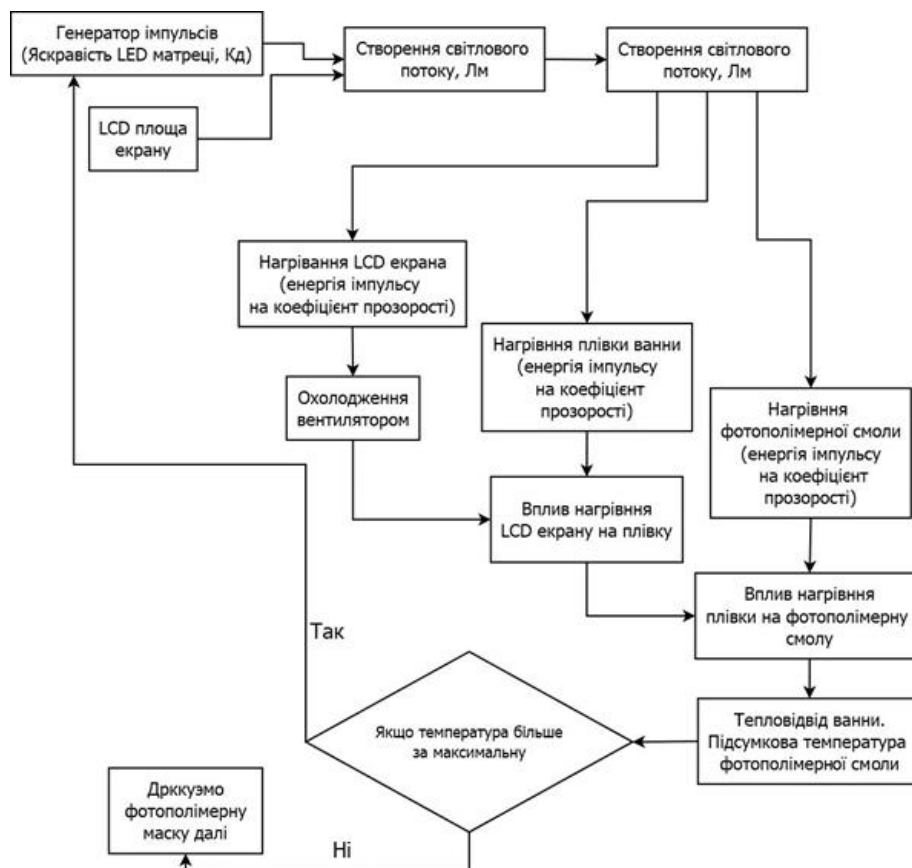 Генератор імпульсів
(Яскравість LED матреці, Кд)
Створення світлового
потоку, Лм
Створення світлового
потоку, Лм
LCD площа
екрану
Нагрівання LCD екрана
(енергія імпульсу
на коефіцієнт прозорості)
Нагрівння плівки ванни
(енергія імпульсу
на коефіцієнт
прозорості)
Охолодження
вентилятором
Нагрівння
фотополімерної смоли
(енергія імпульсу
на коефіцієнт
прозорості)
Вплив нагрівння
LCD екрану на плівку
Вплив нагрівння
плівки на фотополімерну
смолу
Так
Якщо температура більше
за максимальну
Тепловідвід ванни.
Підсумкова температура
фотополімерної смоли
Дрккуэмо
фотополімерну
маску далі
Ні